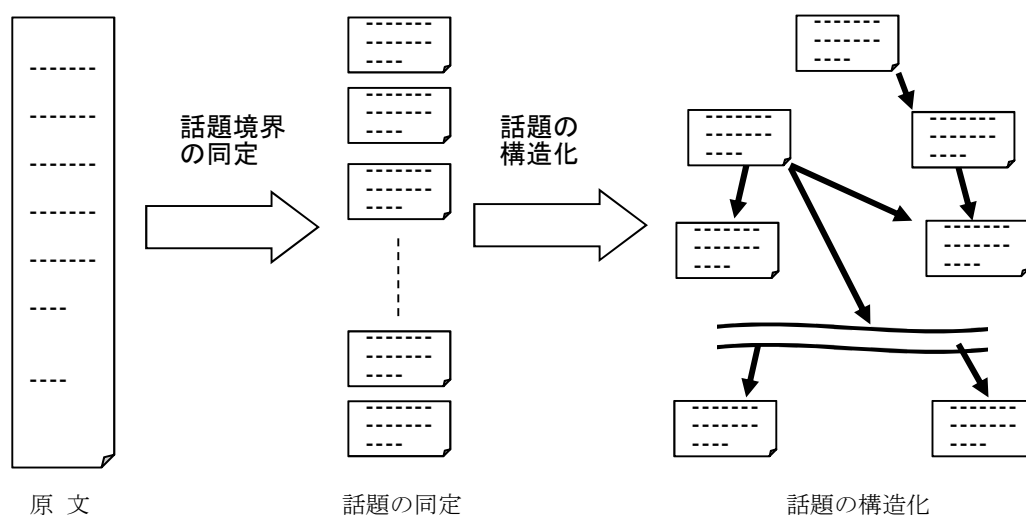 話題境界
の同定
話題の
構造化
原 文
話題の同定
話題の構造化